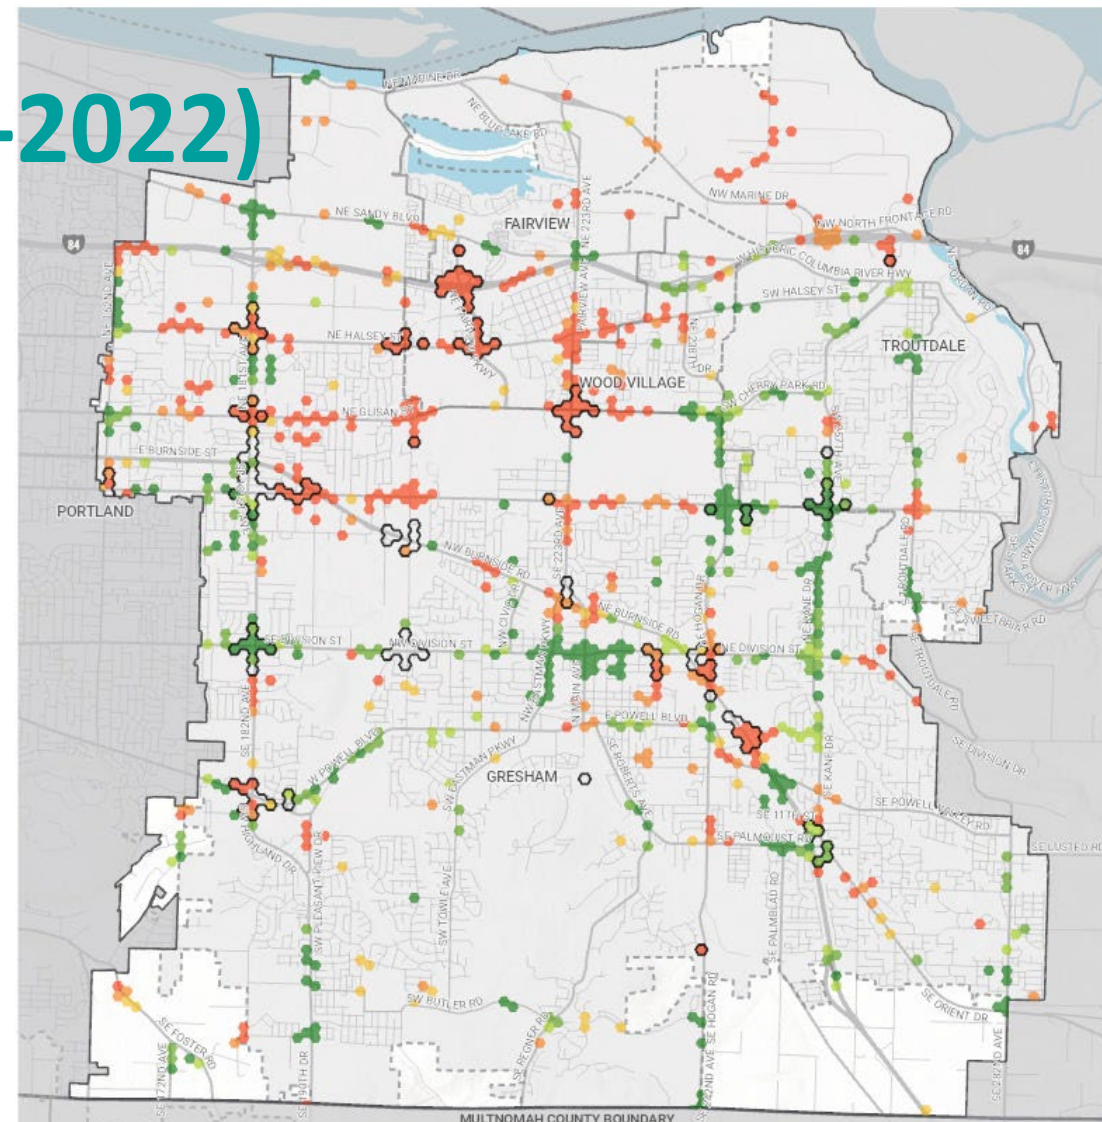 -2022)
NE MARINE DR
NE BLUE LAKE RD
NE 223RD AVE
NW MARINE DR
NE SANDY BLVD
FAIRVIEW
NW NORTH FRONTAGE RD
84
84
W HISTORIC COLUMBIA RIVER HWY
NE 162ND AVE
FAIRVIEW AVE
SW HALSEY ST
NE HALSEY ST
PKWY
NE 181ST AVE
TROUTDALE
DR
WOOD VILLAGE
SW CHERRY PARK RD
NE GLISAN
E BURNSIDE ST
PORTLAND
SE 223RD AVE
NW BURNSIDE RD
NE BURNSIDE RD
NE KANE DR
SE SWEETBRIAR RD
SE DIVISION ST
NW DIVISION ST
NE DIVISION ST
SE TROUTDALE RD
N MAIN AVE
NW EASTMAN PKWY
SE 182ND AVE
E POWELL BLVD
W POWELL BLVD
SW EASTMAN PKWY
SE ROBERTS AVE
SE DIVISION DR
GRESHAM
SE KANE DR
SE POWELL VALLEY RD
SE 11TH ST
SE PALMQUIST RD
SE LUSTED RD
HIGHLAND DR
SW PLEASANT VIEW DR
SW TOWLE AVE
SE PALMBLAD RD
SW BUTLER RD
SE ORIENT DR
SE HOGAN RD
SE FOSTER RD
SE REGNER RD
SE 172ND AVE
SE 190TH DR
SE 242ND AVE
SE 282ND AVE
MULTNOMAH COUNTY BOUNDARY